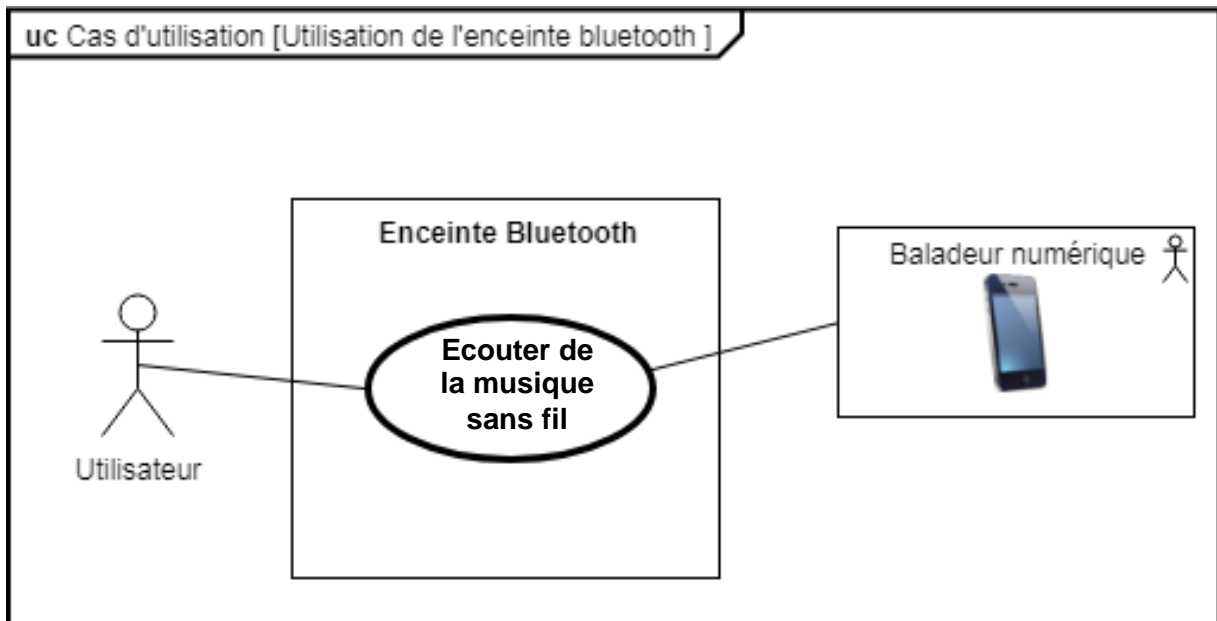 uc Cas d'utilisation [Utilisation de l'enceinte bluetooth ]
Enceinte Bluetooth
Baladeur numérique
Ecouter de
la musique
sans fil
Utilisateur